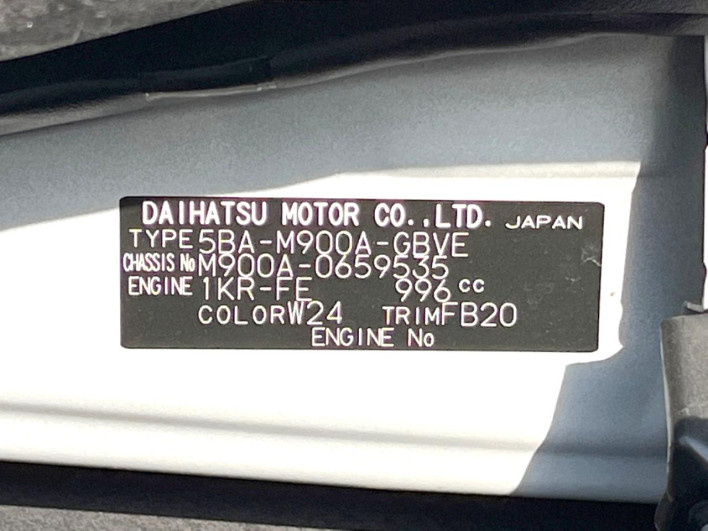 DAIHATSU MOTOR CO.,LTD. JAPAN
TYPE 5BA-M900A-GBVE
CHASSIS No M900A-0659535
ENGINE 1KR-FE 996 cc
COLOR W24 TRIM FB20
ENGINE No